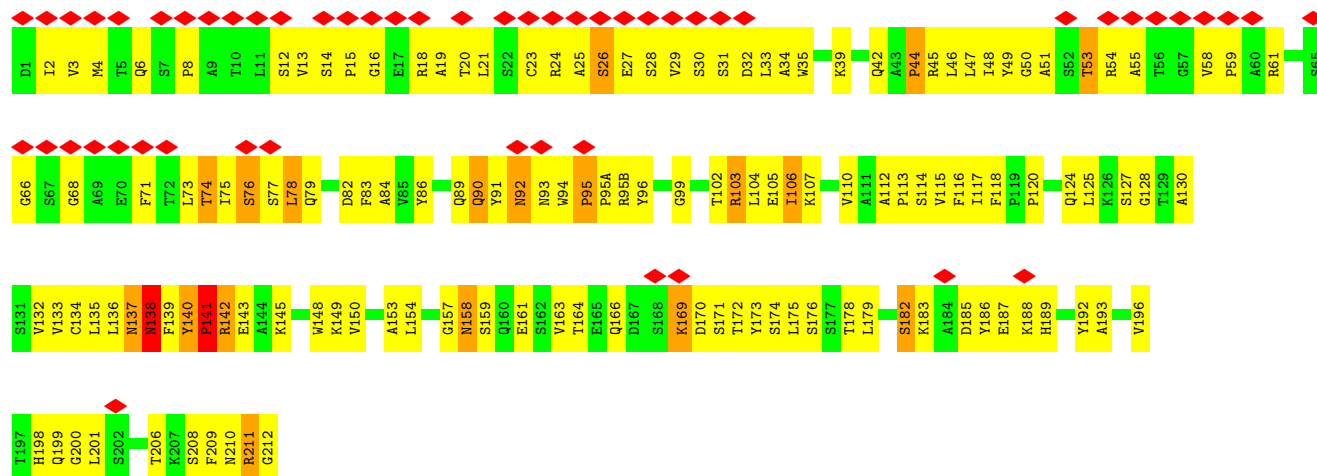 D1 I2 V3 M4 T5 Q6 S7 P8 A9 T10 L11 S12 V13 S14 P15 G16 E17 R18 A19 T20 L21 S22 C23 R24 A25 S26 E27 S28 V29 S30 S31 D32 L33 A34 W35 K39 Q42 A43 P44 R45 L46 L47 I48 Y49 G50 A51 S52 T53 R54 A55 T56 G57 V58 P59 A60 R61 S65
G66 S67 G68 A69 E70 F71 T72 L73 T74 I75 S76 S77 L78 Q79 D82 F83 A84 V85 Y86 Q89 Q90 Y91 N92 N93 W94 P95 P95A R95B Y96 G99 T102 R103 L104 E105 I106 K107 V110 A111 A112 P113 S114 V115 F116 I117 F118 P119 P120 Q124 L125 K126 S127 G128 T129 A130
S131 V132 V133 C134 L135 L136 N137 N138 F139 Y140 P141 R142 E143 A144 K145 W148 K149 V150 A153 L154 G157 N158 S159 Q160 E161 S162 V163 T164 E165 Q166 D167 S168 K169 D170 S171 T172 Y173 S174 L175 S176 S177 T178 L179 S182 K183 A184 D185 Y186 E187 K188 H189 Y192 A193 V196
T197 H198 Q199 G200 L201 S202 T206 K207 S208 F209 N210 R211 G212